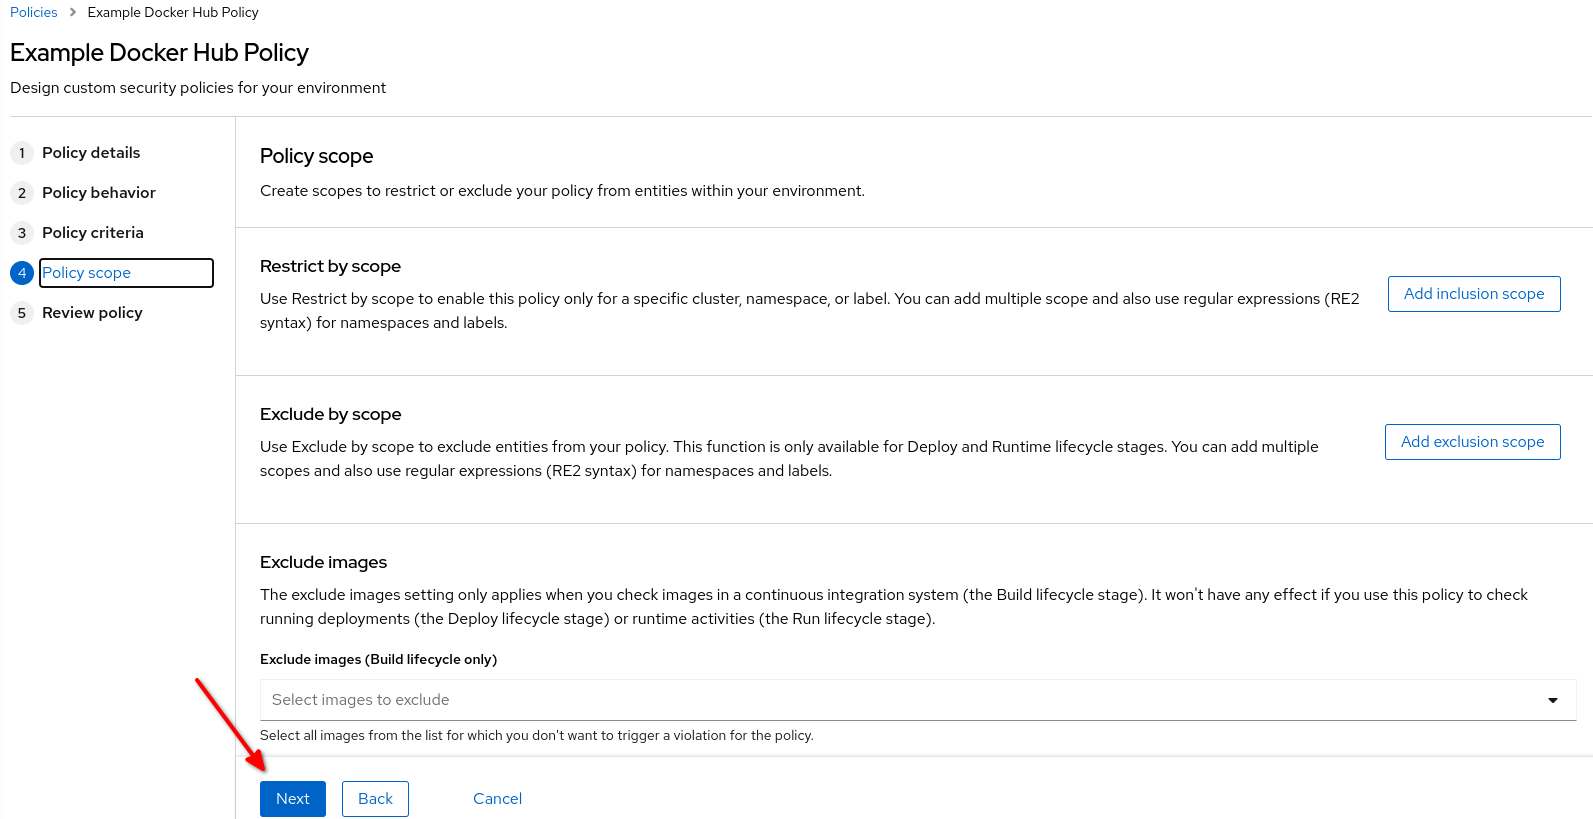 Policies > Example Docker Hub Policy
Example Docker Hub Policy
Design custom security policies for your environment
1 Policy details
2 Policy behavior
3 Policy criteria
4 Policy scope
5 Review policy
Policy scope
Create scopes to restrict or exclude your policy from entities within your environment.
Restrict by scope
Use Restrict by scope to enable this policy only for a specific cluster, namespace, or label. You can add multiple scope and also use regular expressions (RE2
syntax) for namespaces and labels.
Add inclusion scope
Exclude by scope
Use Exclude by scope to exclude entities from your policy. This function is only available for Deploy and Runtime lifecycle stages. You can add multiple
scopes and also use regular expressions (RE2 syntax) for namespaces and labels.
Add exclusion scope
Exclude images
The exclude images setting only applies when you check images in a continuous integration system (the Build lifecycle stage). It won't have any effect if you use this policy to check
running deployments (the Deploy lifecycle stage) or runtime activities (the Run lifecycle stage).
Exclude images (Build lifecycle only)
Select images to exclude
Select all images from the list for which you don't want to trigger a violation for the policy.
Next Back Cancel